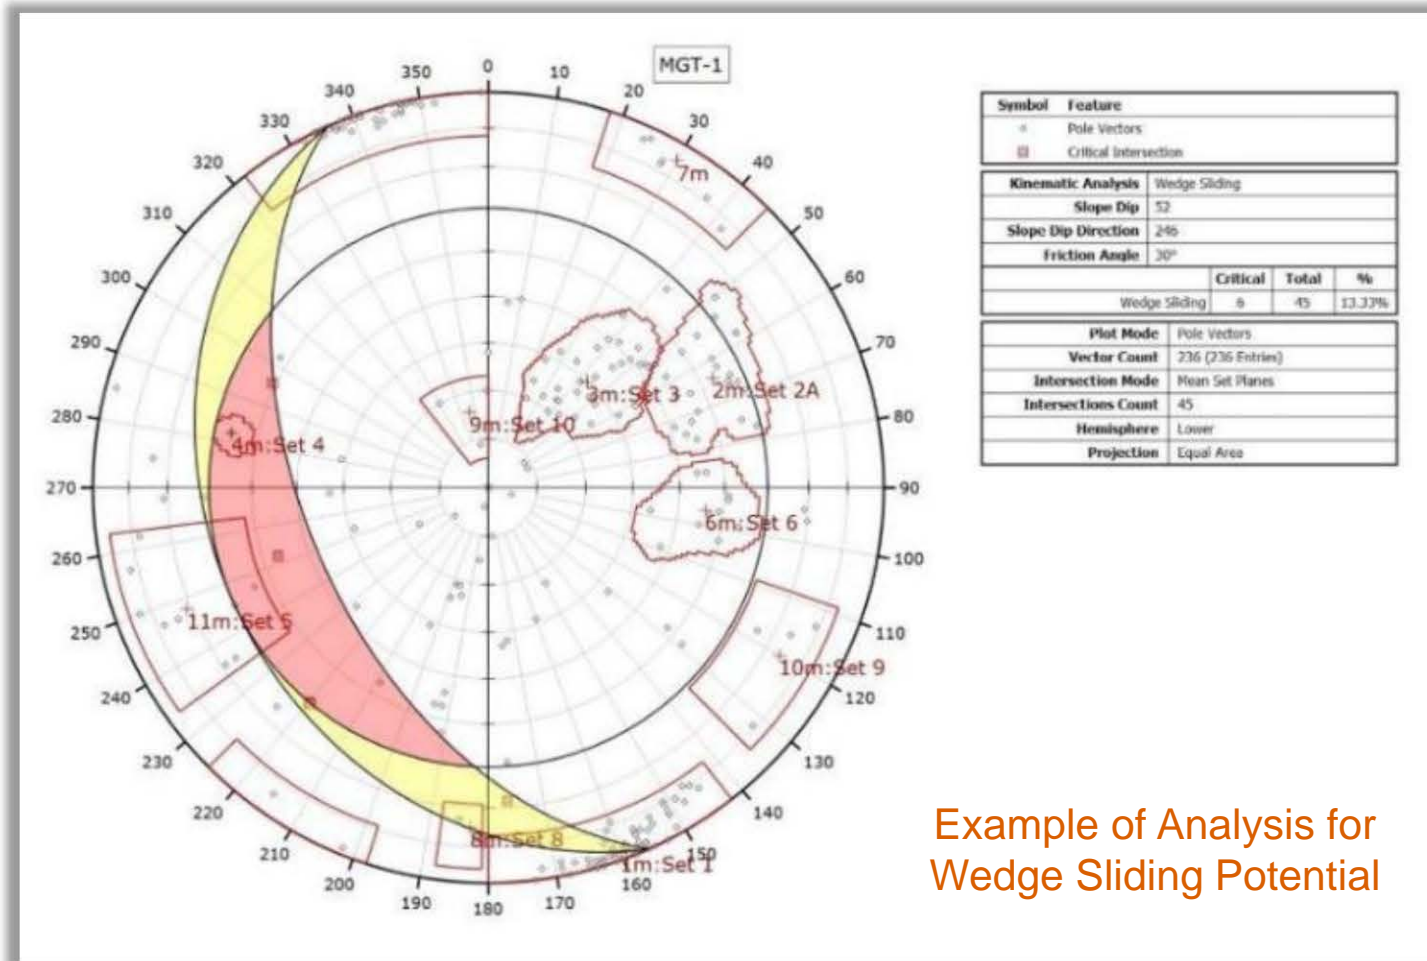 MGT-1
0
10
20
30
40
50
60
70
80
90
100
110
120
130
140
150
160
170
180
190
200
210
220
230
240
250
260
270
280
290
300
310
320
330
340
350
7m
2m:Set 2A
3m:Set 3
9m:Set 10
4m:Set 4
6m:Set 6
11m:Set 5
10m:Set 9
8m:Set 8
1m:Set 1
Symbol Feature
Pole Vectors
Critical Intersection
Kinematic Analysis Wedge Sliding
Slope Dip 52
Slope Dip Direction 246
Friction Angle 30°
Critical Total %
Wedge Sliding 6 45 13.33%
Plot Mode Pole Vectors
Vector Count 236 (236 Entries)
Intersection Mode Mean Set Planes
Intersections Count 45
Hemisphere Lower
Projection Equal Area
Example of Analysis for
Wedge Sliding Potential